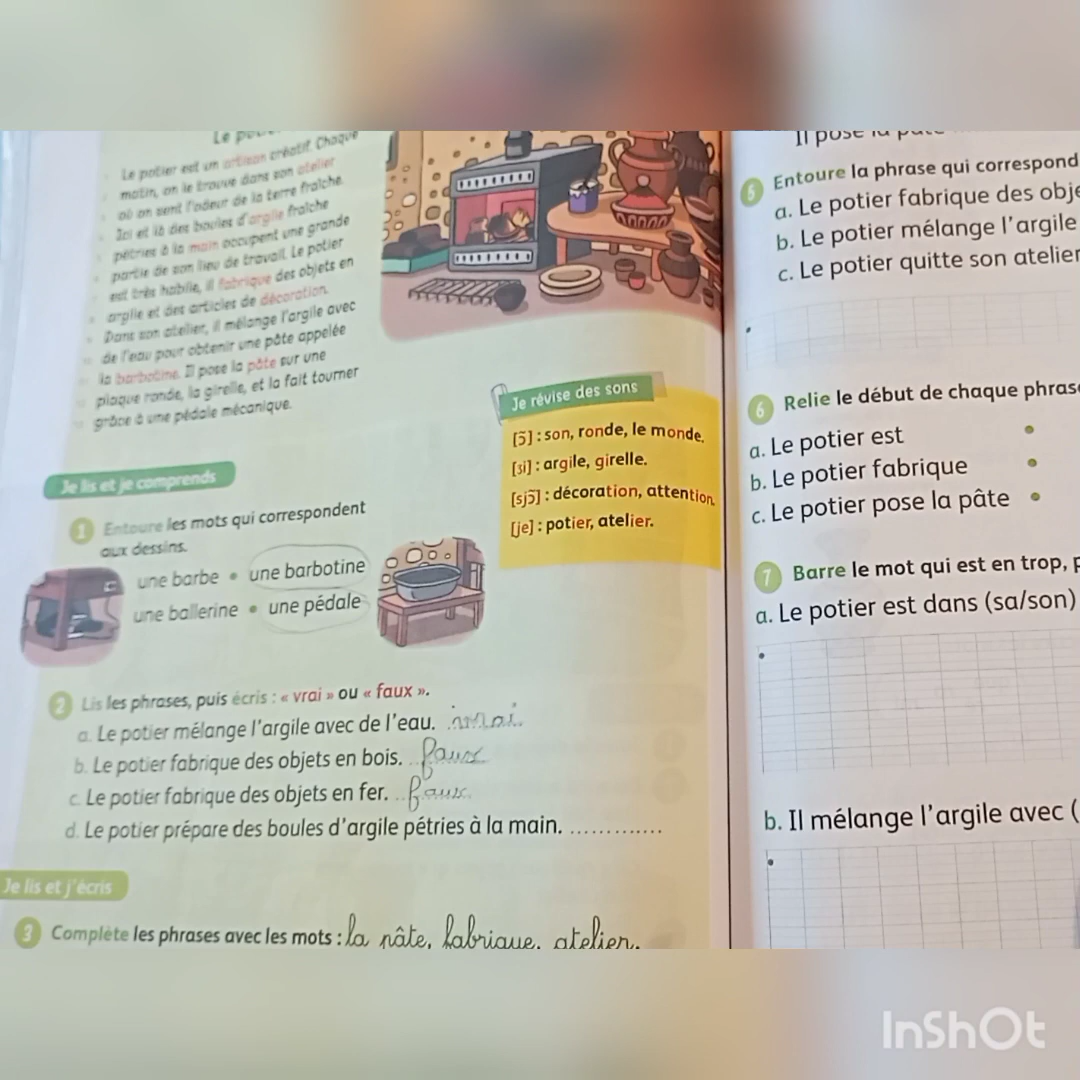 Le
Le potier est un artisan créatif. Chaque
matin, on le trouve dans son atelier
où on sent l'odeur de la terre fraîche.
Ici et là des boules d'argile fraîche
pétries à la main occupent une grande
partie de son lieu de travail. Le potier
est très habile, il fabrique des objets en
argile et des articles de décoration.
Dans son atelier, il mélange l'argile avec
de l'eau pour obtenir une pâte appelée
la barbotine. Il pose la pâte sur une
plaque ronde, la girelle, et la fait tourner
grâce à une pédale mécanique.
Je révise des sons
[ɔ̃] : son, ronde, le monde.
[ʒi] : argile, girelle.
[sjɔ̃] : décoration, attention.
[je] : potier, atelier.
Je lis et je comprends
1 Entoure les mots qui correspondent
aux dessins.
une barbe • une barbotine
une ballerine • une pédale
2 Lis les phrases, puis écris : « vrai » ou « faux ».
a. Le potier mélange l'argile avec de l'eau. vrai
b. Le potier fabrique des objets en bois. faux
c. Le potier fabrique des objets en fer. faux
d. Le potier prépare des boules d'argile pétries à la main. .............
Je lis et j'écris
3 Complète les phrases avec les mots : la pâte, fabrique, atelier.
Il pose la pâte
5 Entoure la phrase qui correspond
a. Le potier fabrique des obje
b. Le potier mélange l'argile
c. Le potier quitte son atelier
6 Relie le début de chaque phras
a. Le potier est •
b. Le potier fabrique •
c. Le potier pose la pâte •
7 Barre le mot qui est en trop, p
a. Le potier est dans (sa/son)
b. Il mélange l'argile avec (
InShOt